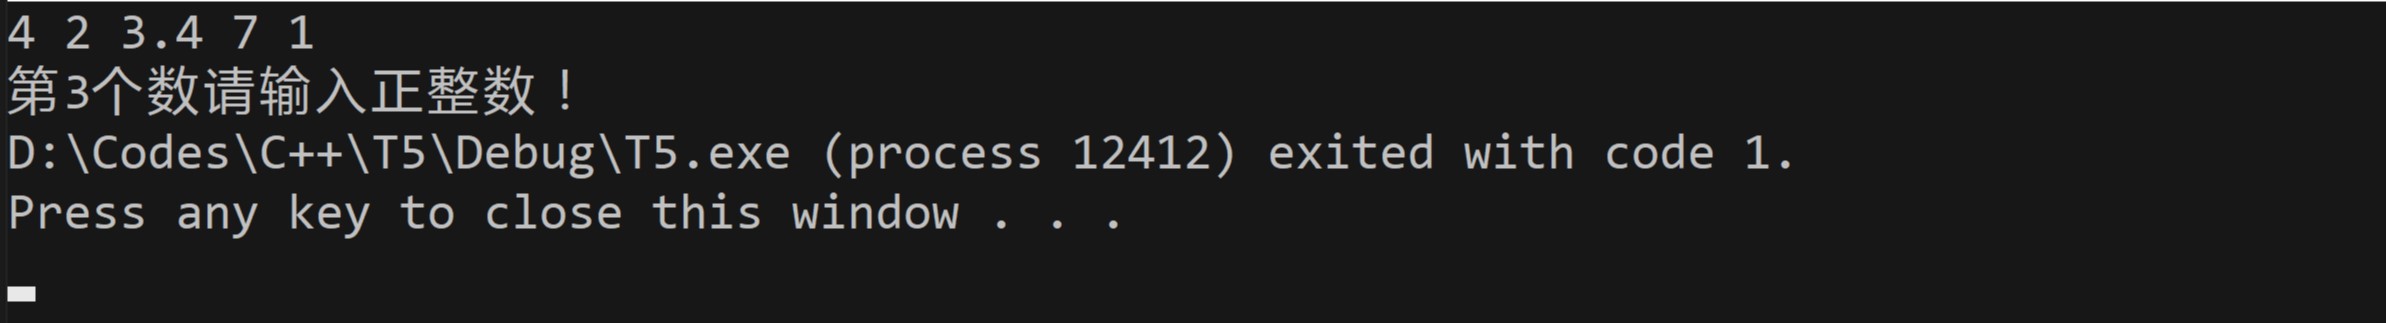 4 2 3.4 7 1
第3个数请输入正整数！
D:\Codes\C++\T5\Debug\T5.exe (process 12412) exited with code 1.
Press any key to close this window . . .